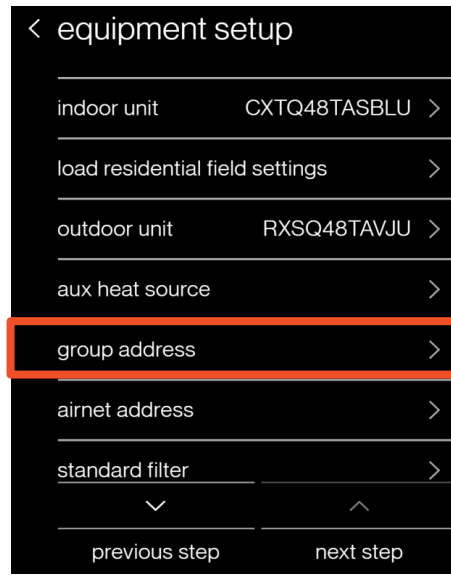 equipment setup
indoor unit CXTQ48TASBLU
load residential field settings
outdoor unit RXSQ48TAVJU
aux heat source
group address
airnet address
standard filter
previous step next step